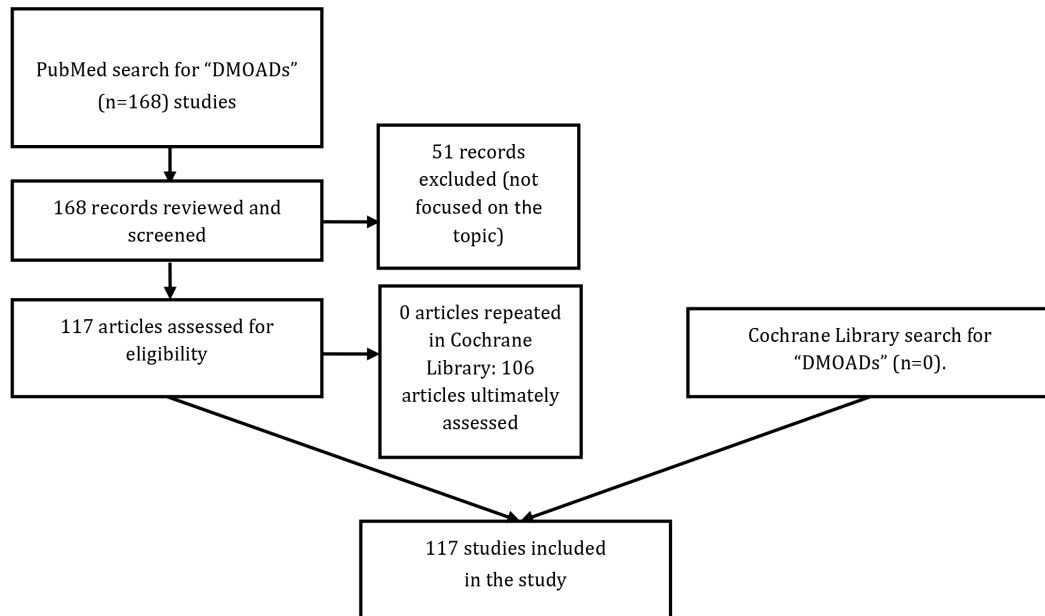 PubMed search for “DMOADs”
(n=168) studies
51 records
excluded (not
focused on the
topic)
168 records reviewed and
screened
117 articles assessed for
eligibility
0 articles repeated
in Cochrane
Library: 106
articles ultimately
assessed
Cochrane Library search for
“DMOADs” (n=0).
117 studies included
in the study